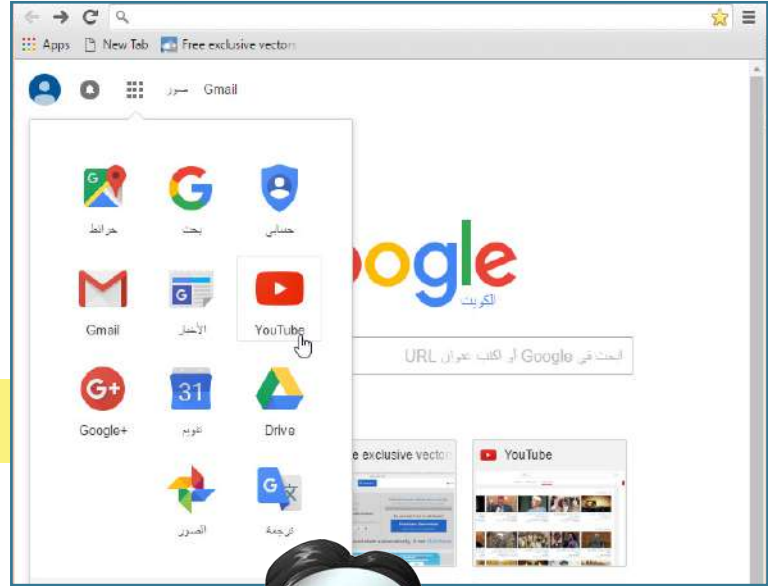 Apps New Tab Free exclusive vectors
صور Gmail
حسابي بحث خرائط
Google
الكويت
YouTube الأخبار Gmail
ابحث في Google أو اكتب عنوان URL
Drive تقويم Google+
31
ترجمة الصور
e exclusive vector YouTube